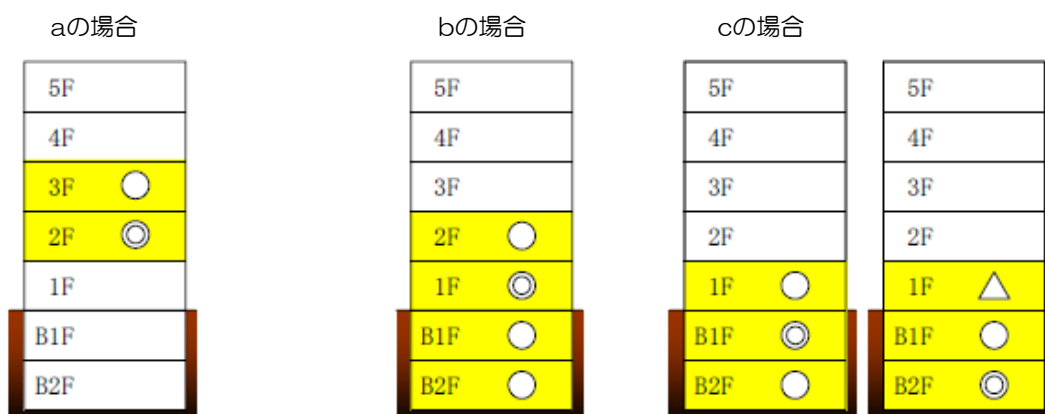 aの場合
bの場合
cの場合
5F
4F
3F ○
2F ◎
1F
B1F
B2F
5F
4F
3F
2F ○
1F ◎
B1F ○
B2F ○
5F
4F
3F
2F
1F ○
B1F ◎
B2F ○
5F
4F
3F
2F
1F △
B1F ○
B2F ◎